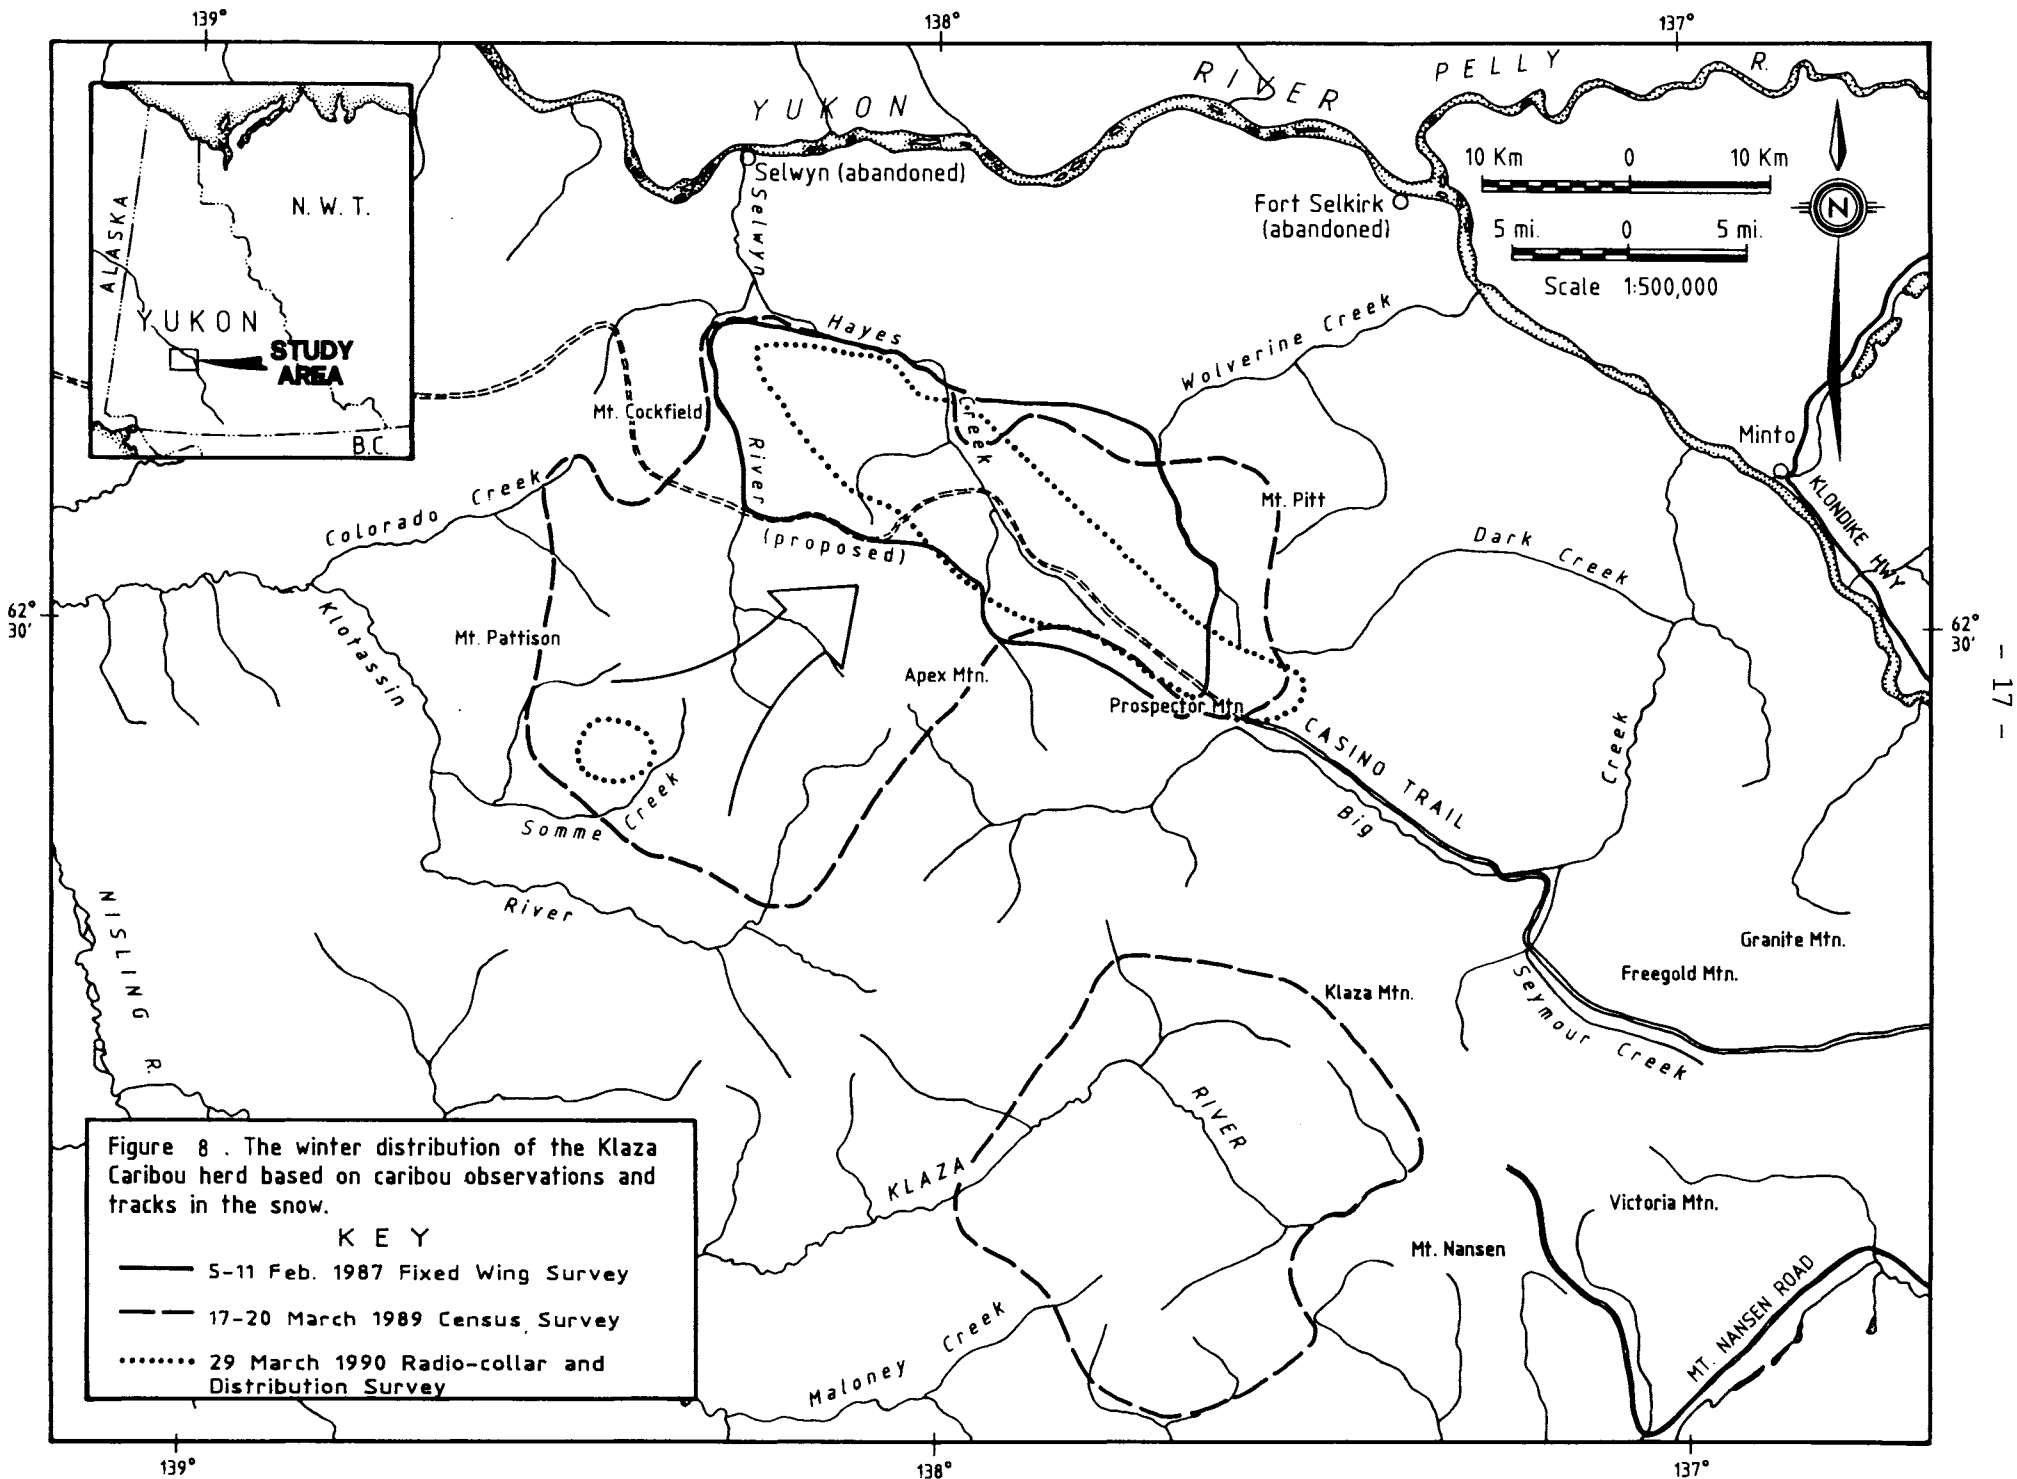 139°
138°
137°
YUKON
RIVER
PELLY
R.
ALASKA
N. W. T.
YUKON
STUDY
AREA
B.C.
Selwyn (abandoned)
Selwyn
River
Fort Selkirk
(abandoned)
10 Km 0 10 Km
5 mi. 0 5 mi.
Scale 1:500,000
N
Hayes
Creek
Wolverine Creek
Mt. Cockfield
Minto
KLONDIKE HWY
Colorado Creek
(proposed)
Mt. Pitt
Dark Creek
62°
30'
62°
30'
Klotassin
River
Mt. Pattison
Apex Mtn.
Prospector Mtn.
CASINO TRAIL
Big
Creek
Somme Creek
NISLING R.
Granite Mtn.
Freegold Mtn.
Klaza Mtn.
Seymour Creek
KLAZA
RIVER
Victoria Mtn.
Mt. Nansen
MT. NANSEN ROAD
Maloney Creek
Figure 8 . The winter distribution of the Klaza
Caribou herd based on caribou observations and
tracks in the snow.
KEY
5-11 Feb. 1987 Fixed Wing Survey
17-20 March 1989 Census Survey
29 March 1990 Radio-collar and
Distribution Survey
139°
138°
137°
- 17 -